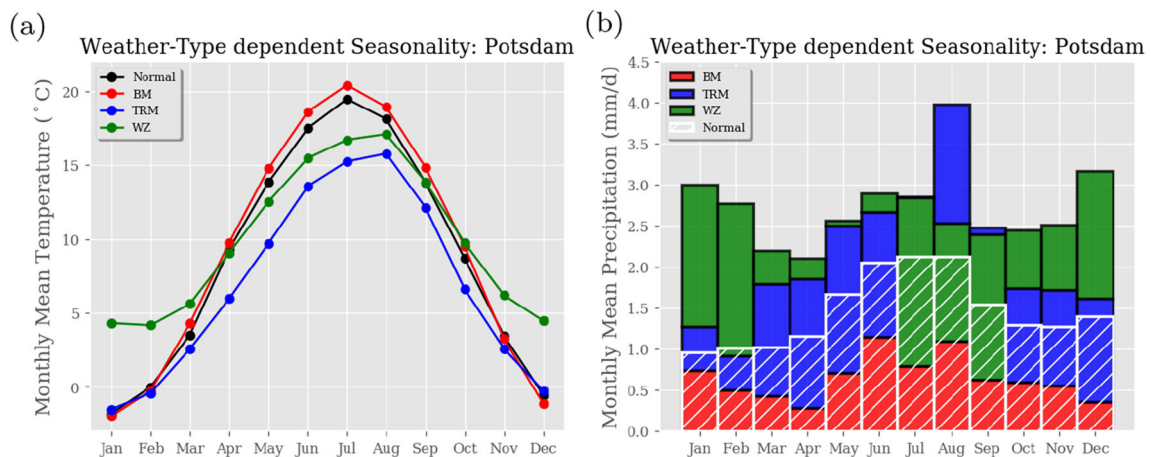 (a)
Weather-Type dependent Seasonality: Potsdam
Monthly Mean Temperature (°C)
20
15
10
5
0
Normal
BM
TRM
WZ
Jan Feb Mar Apr May Jun Jul Aug Sep Oct Nov Dec
(b)
Weather-Type dependent Seasonality: Potsdam
Monthly Mean Precipitation (mm/d)
4.5
4.0
3.5
3.0
2.5
2.0
1.5
1.0
0.5
0.0
BM
TRM
WZ
Normal
Jan Feb Mar Apr May Jun Jul Aug Sep Oct Nov Dec